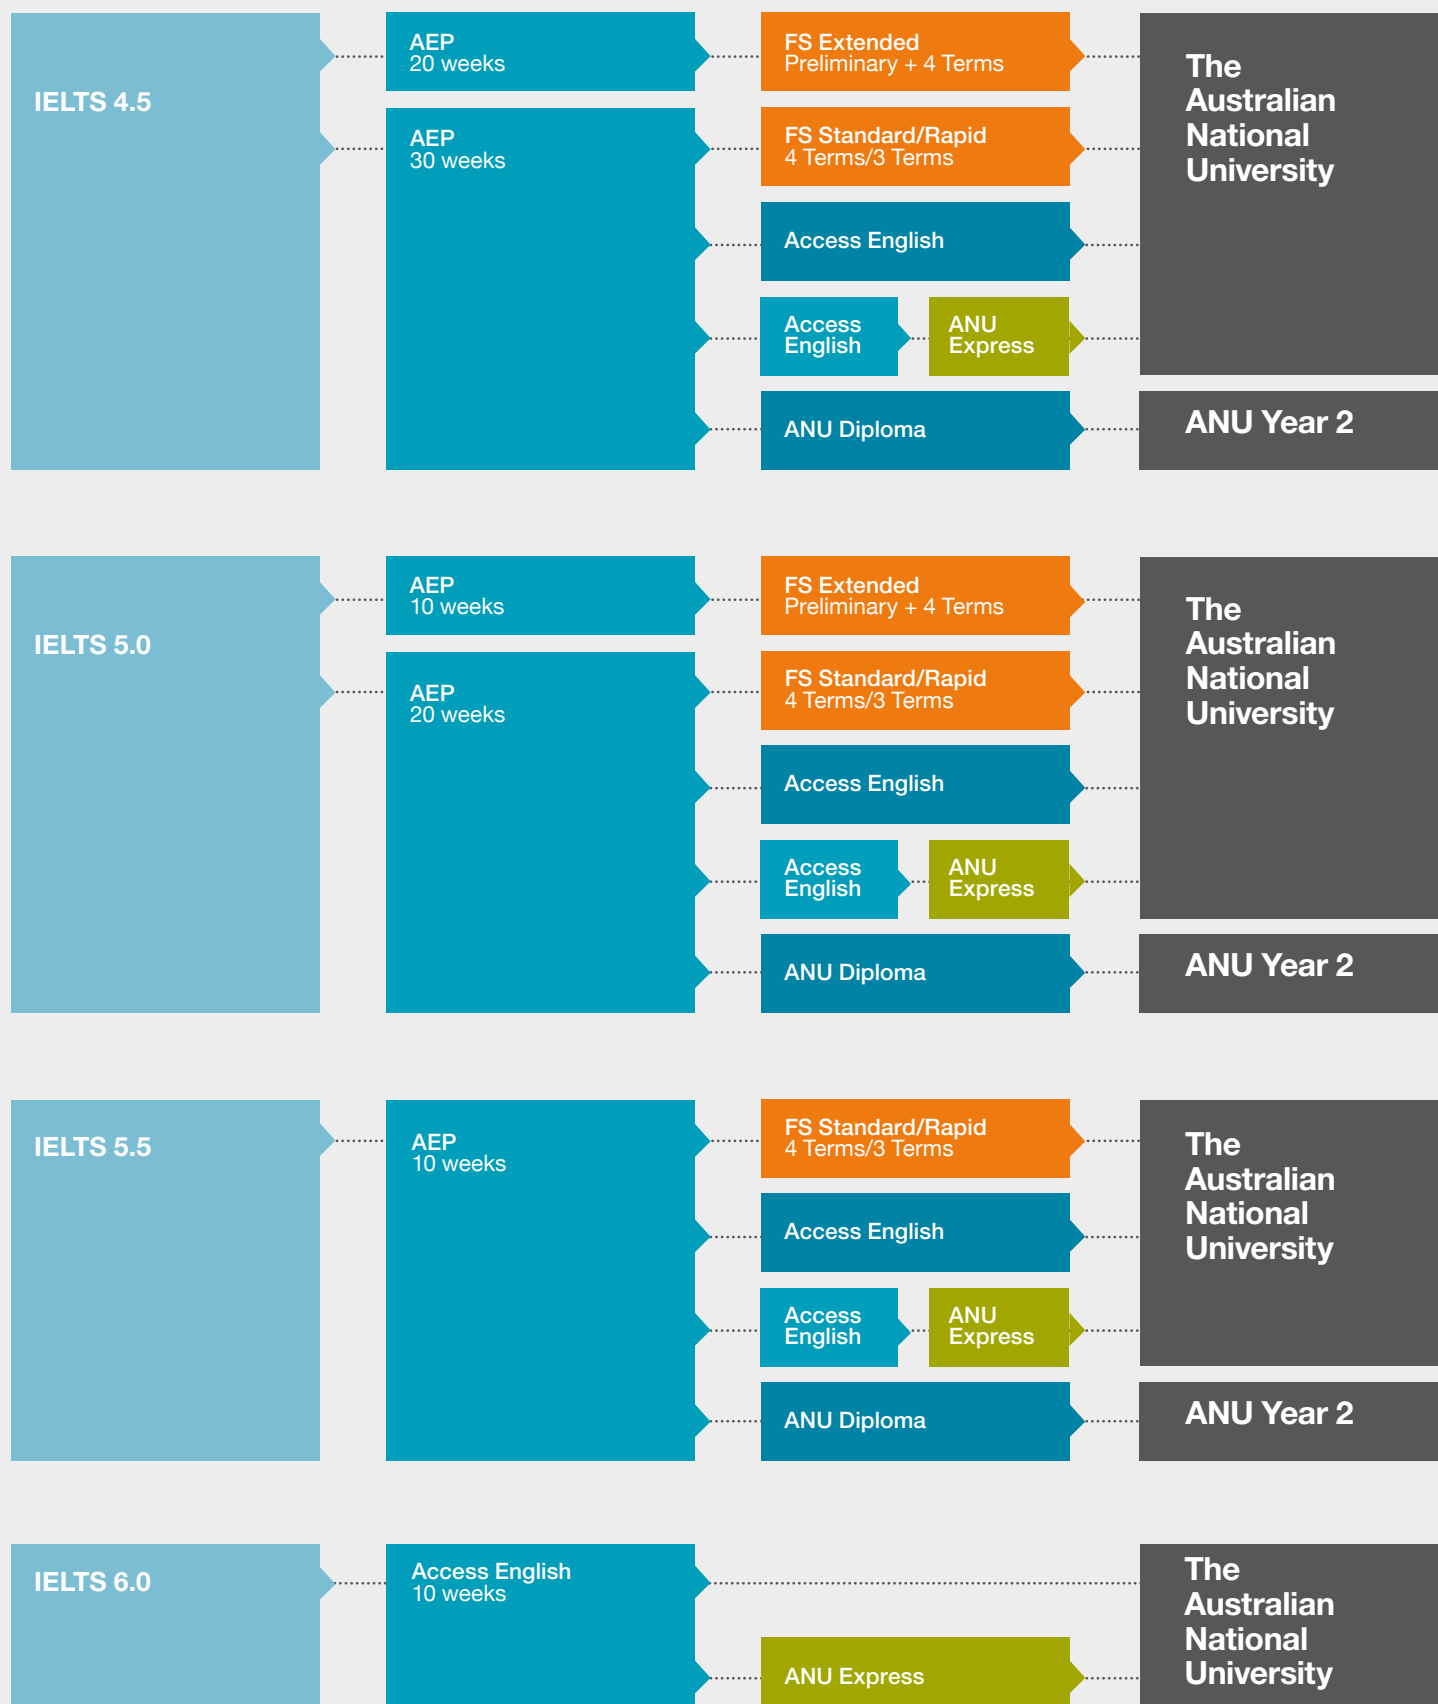 IELTS 4.5
AEP
20 weeks
FS Extended
Preliminary + 4 Terms
The
Australian
National
University
AEP
30 weeks
FS Standard/Rapid
4 Terms/3 Terms
Access English
Access
English
ANU
Express
ANU Diploma
ANU Year 2
IELTS 5.0
AEP
10 weeks
FS Extended
Preliminary + 4 Terms
The
Australian
National
University
AEP
20 weeks
FS Standard/Rapid
4 Terms/3 Terms
Access English
Access
English
ANU
Express
ANU Diploma
ANU Year 2
IELTS 5.5
AEP
10 weeks
FS Standard/Rapid
4 Terms/3 Terms
The
Australian
National
University
Access English
Access
English
ANU
Express
ANU Diploma
ANU Year 2
IELTS 6.0
Access English
10 weeks
The
Australian
National
University
ANU Express